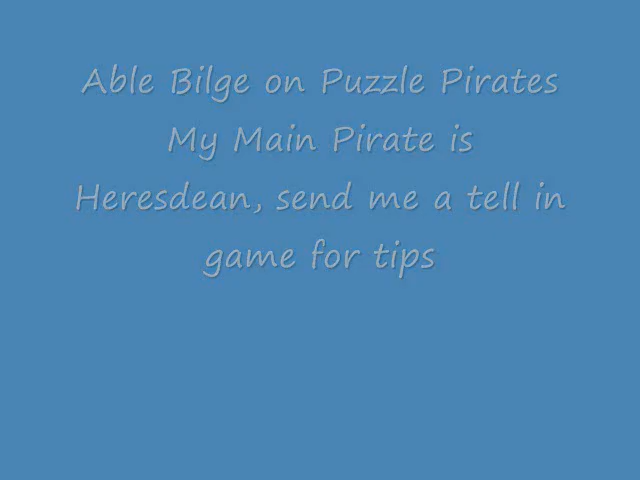 Able Bilge on Puzzle Pirates
My Main Pirate is
Heresdean, send me a tell in
game for tips